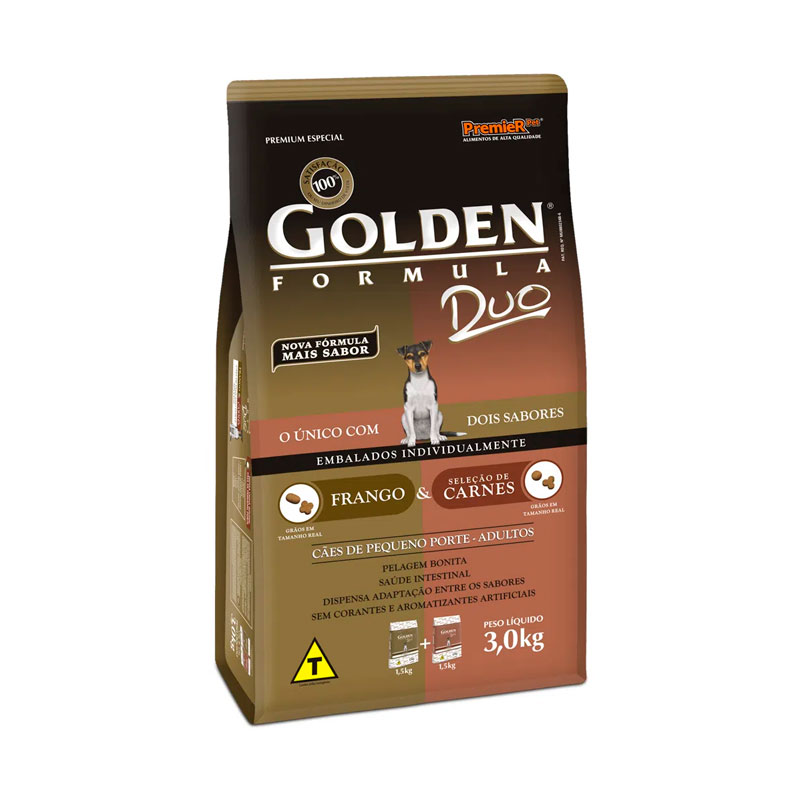 PremieR Pet
ALIMENTOS DE ALTA QUALIDADE
PREMIUM ESPECIAL
SATISFAÇÃO
100%
GOLDEN®
FORMULA
DUO
NOVA FÓRMULA
MAIS SABOR
O ÚNICO COM
DOIS SABORES
EMBALADOS INDIVIDUALMENTE
FRANGO & SELEÇÃO DE
CARNES
GRÃOS EM
TAMANHO REAL
GRÃOS EM
TAMANHO REAL
CÃES DE PEQUENO PORTE - ADULTOS
PELAGEM BONITA
SAÚDE INTESTINAL
DISPENSA ADAPTAÇÃO ENTRE OS SABORES
SEM CORANTES E AROMATIZANTES ARTIFICIAIS
T
GOLDEN
DUO
1,5kg
+
1,5kg
PESO LÍQUIDO
3,0kg